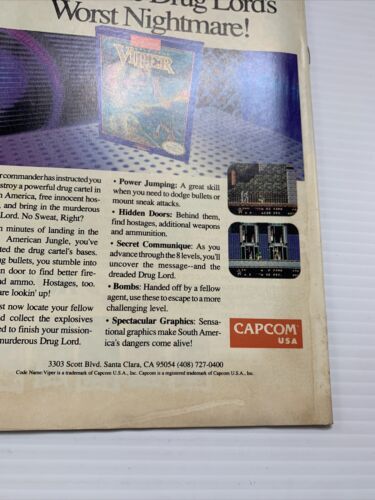 Drug Lord's
Worst Nightmare!
VIPER
commander has instructed you
stroy a powerful drug cartel in
America, free innocent hos-
, and bring in the murderous
Lord. No Sweat, Right?
minutes of landing in the
American Jungle, you've
ted the drug cartel's bases.
g bullets, you stumble into
n door to find better fire-
nd ammo. Hostages, too.
are lookin' up!
st now locate your fellow
nd collect the explosives
ed to finish your mission-
murderous Drug Lord.
• Power Jumping: A great skill
when you need to dodge bullets or
mount sneak attacks.
• Hidden Doors: Behind them,
find hostages, additional weapons
and ammunition.
• Secret Communique: As you
advance through the 8 levels, you'll
uncover the message--and the
dreaded Drug Lord.
• Bombs: Handed off by a fellow
agent, use these to escape to a more
challenging level.
• Spectacular Graphics: Sensa-
tional graphics make South Amer-
ica's dangers come alive!
CAPCOM
USA
3303 Scott Blvd. Santa Clara, CA 95054 (408) 727-0400
Code Name: Viper is a trademark of Capcom U.S.A., Inc. Capcom is a registered trademark of Capcom U.S.A., Inc.